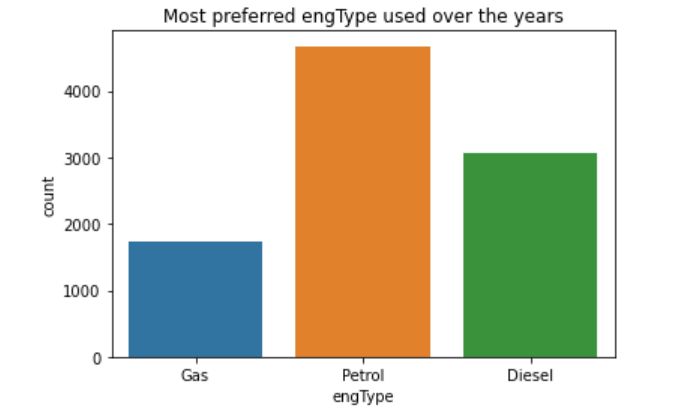 Most preferred engType used over the years
4000
3000
2000
1000
0
count
Gas Petrol Diesel
engType